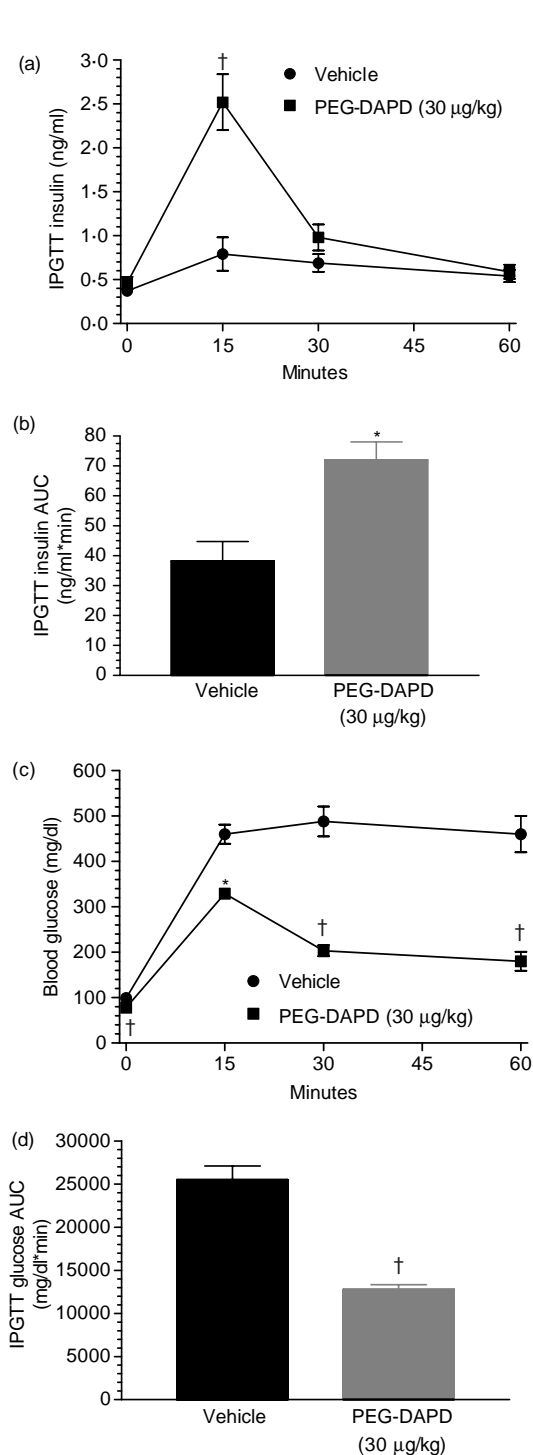 (a)
IPGTT insulin (ng/ml)
3·0
2·5
2·0
1·5
1·0
0·5
0·0
†
Vehicle
PEG-DAPD (30 μg/kg)
0 15 30 45 60
Minutes
(b)
IPGTT insulin AUC
(ng/ml*min)
80
70
60
50
40
30
20
10
0
*
Vehicle PEG-DAPD
(30 μg/kg)
(c)
Blood glucose (mg/dl)
600
500
400
300
200
100
0
*
†
†
†
Vehicle
PEG-DAPD (30 μg/kg)
0 15 30 45 60
Minutes
(d)
IPGTT glucose AUC
(mg/dl*min)
30000
25000
20000
15000
10000
5000
0
†
Vehicle PEG-DAPD
(30 μg/kg)